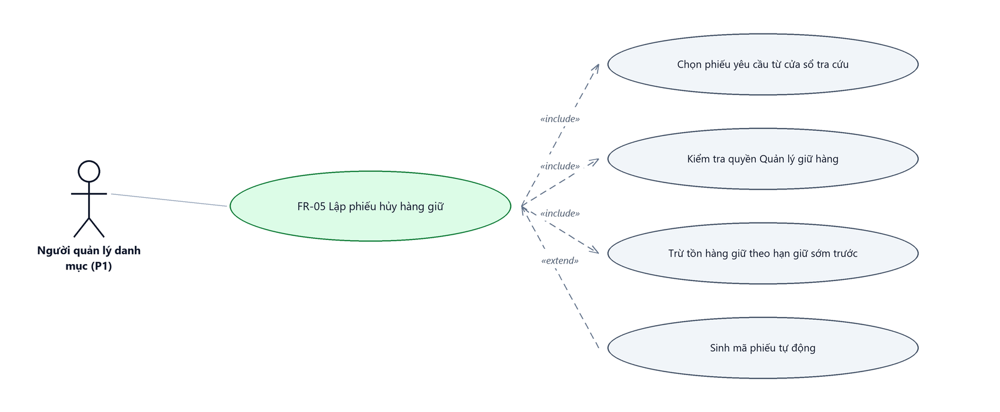 Chọn phiếu yêu cầu từ cửa sổ tra cứu
«include»
Kiểm tra quyền Quản lý giữ hàng
«include»
FR-05 Lập phiếu hủy hàng giữ
«include»
Người quản lý danh
mục (P1)
Trừ tồn hàng giữ theo hạn giữ sớm trước
«extend»
Sinh mã phiếu tự động